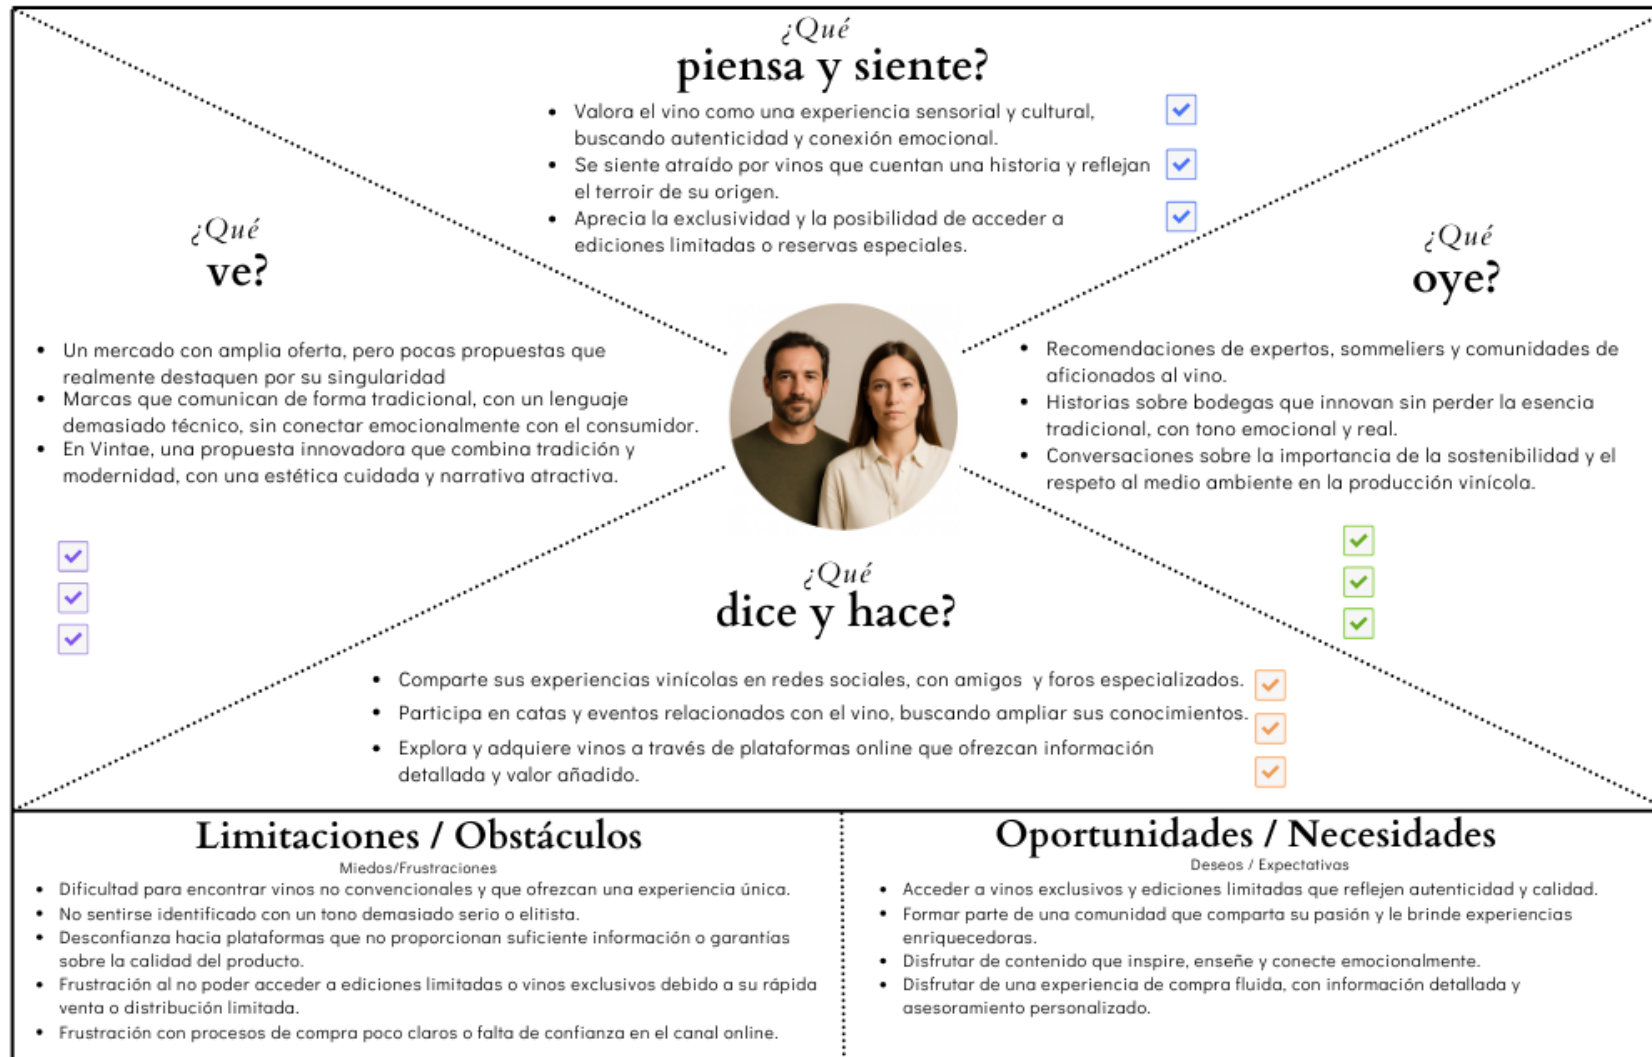 ¿Qué
piensa y siente?
• Valora el vino como una experiencia sensorial y cultural,
buscando autenticidad y conexión emocional.
• Se siente atraído por vinos que cuentan una historia y reflejan
el terroir de su origen.
• Aprecia la exclusividad y la posibilidad de acceder a
ediciones limitadas o reservas especiales.
¿Qué
ve?
• Un mercado con amplia oferta, pero pocas propuestas que
realmente destaquen por su singularidad
• Marcas que comunican de forma tradicional, con un lenguaje
demasiado técnico, sin conectar emocionalmente con el consumidor.
• En Vintae, una propuesta innovadora que combina tradición y
modernidad, con una estética cuidada y narrativa atractiva.
¿Qué
oye?
• Recomendaciones de expertos, sommeliers y comunidades de
aficionados al vino.
• Historias sobre bodegas que innovan sin perder la esencia
tradicional, con tono emocional y real.
• Conversaciones sobre la importancia de la sostenibilidad y el
respeto al medio ambiente en la producción vinícola.
¿Qué
dice y hace?
• Comparte sus experiencias vinícolas en redes sociales, con amigos y foros especializados.
• Participa en catas y eventos relacionados con el vino, buscando ampliar sus conocimientos.
• Explora y adquiere vinos a través de plataformas online que ofrezcan información
detallada y valor añadido.
Limitaciones / Obstáculos
Miedos/Frustraciones
• Dificultad para encontrar vinos no convencionales y que ofrezcan una experiencia única.
• No sentirse identificado con un tono demasiado serio o elitista.
• Desconfianza hacia plataformas que no proporcionan suficiente información o garantías
sobre la calidad del producto.
• Frustración al no poder acceder a ediciones limitadas o vinos exclusivos debido a su rápida
venta o distribución limitada.
• Frustración con procesos de compra poco claros o falta de confianza en el canal online.
Oportunidades / Necesidades
Deseos / Expectativas
• Acceder a vinos exclusivos y ediciones limitadas que reflejen autenticidad y calidad.
• Formar parte de una comunidad que comparta su pasión y le brinde experiencias
enriquecedoras.
• Disfrutar de contenido que inspire, enseñe y conecte emocionalmente.
• Disfrutar de una experiencia de compra fluida, con información detallada y
asesoramiento personalizado.